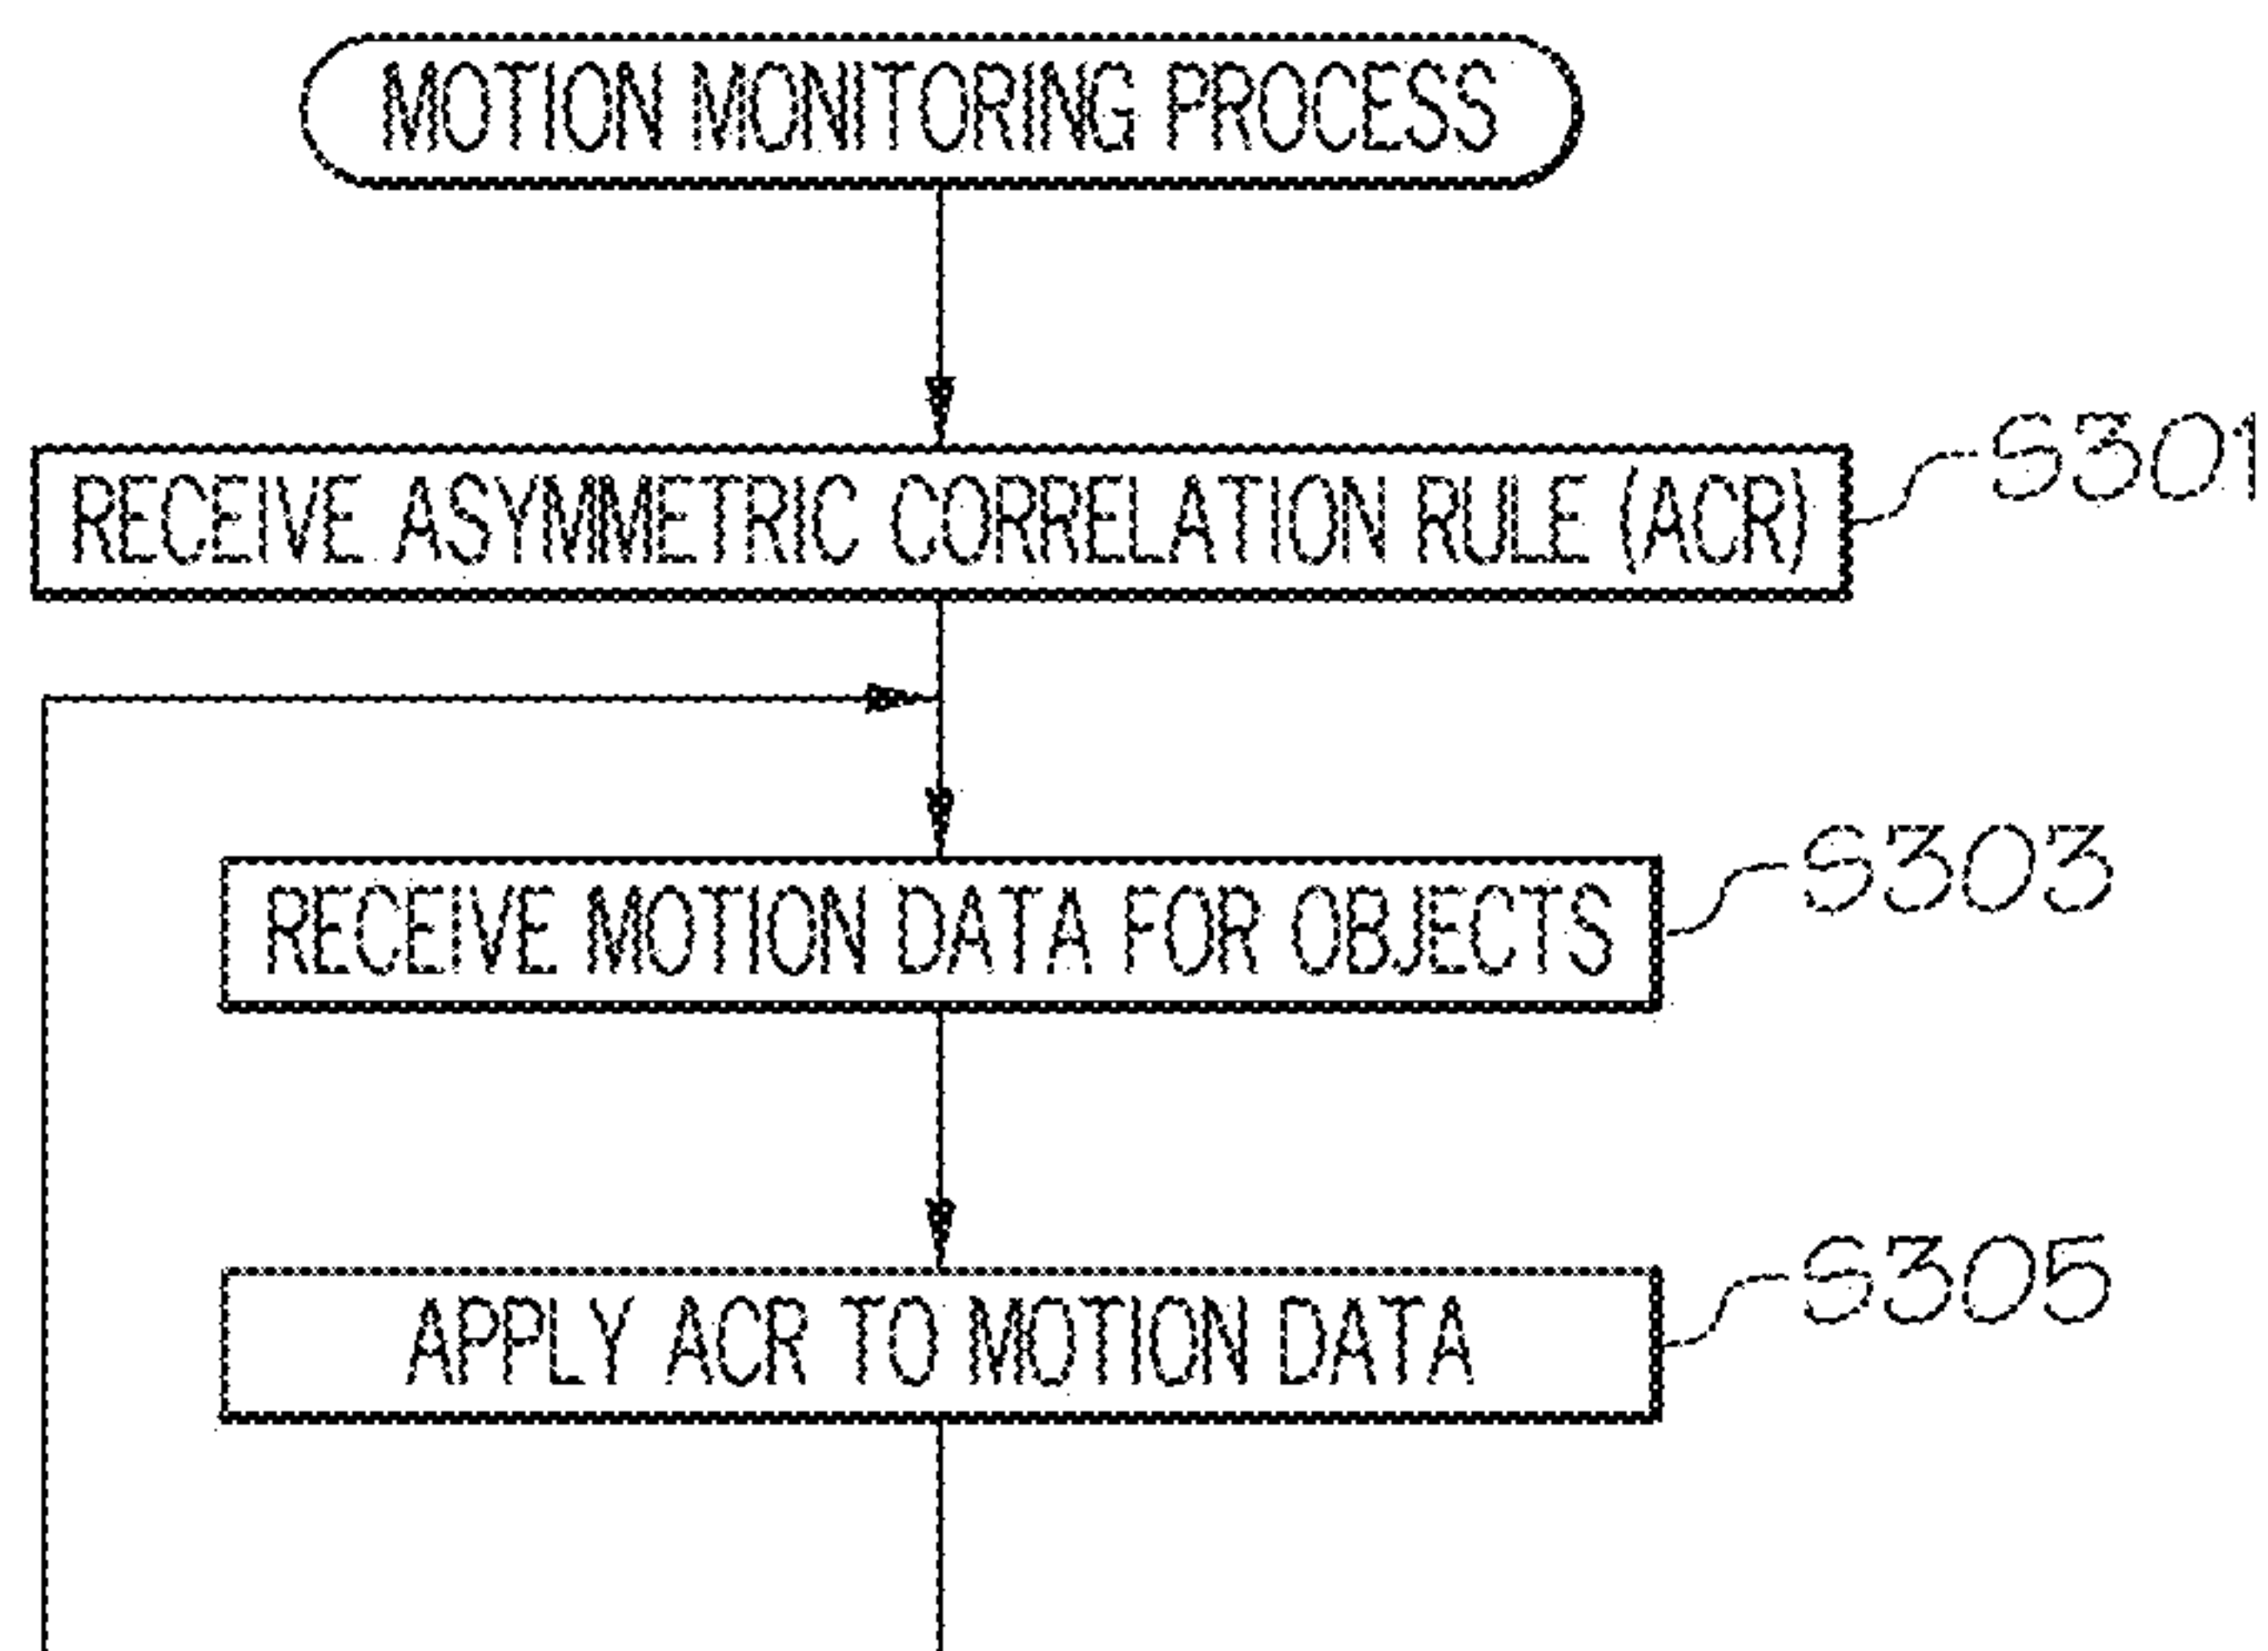 MOTION MONITORING PROCESS
RECEIVE ASYMMETRIC CORRELATION RULE (ACR)
S301
RECEIVE MOTION DATA FOR OBJECTS
S303
APPLY ACR TO MOTION DATA
S305